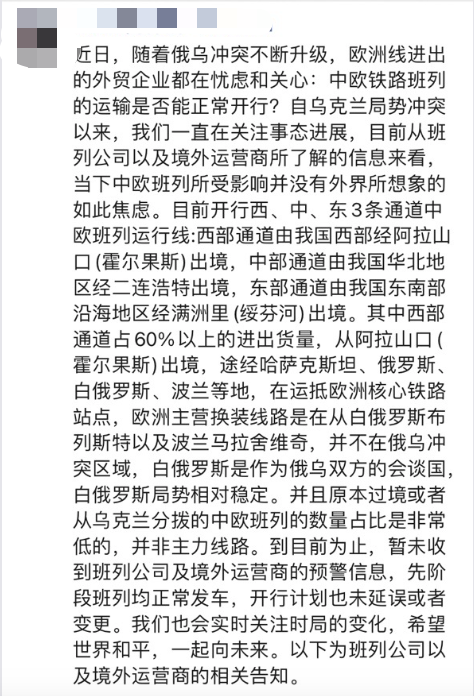 近日，随着俄乌冲突不断升级，欧洲线进出
的外贸企业都在忧虑和关心：中欧铁路班列
的运输是否能正常开行？自乌克兰局势冲突
以来，我们一直在关注事态进展，目前从班
列公司以及境外运营商所了解的信息来看，
当下中欧班列所受影响并没有外界所想象的
如此焦虑。目前开行西、中、东3条通道中
欧班列运行线:西部通道由我国西部经阿拉山
口(霍尔果斯)出境，中部通道由我国华北地
区经二连浩特出境，东部通道由我国东南部
沿海地区经满洲里(绥芬河)出境。其中西部
通道占60%以上的进出货量，从阿拉山口(
霍尔果斯)出境，途经哈萨克斯坦、俄罗斯、
白俄罗斯、波兰等地，在运抵欧洲核心铁路
站点，欧洲主营换装线路是在从白俄罗斯布
列斯特以及波兰马拉舍维奇，并不在俄乌冲
突区域，白俄罗斯是作为俄乌双方的会谈国，
白俄罗斯局势相对稳定。并且原本过境或者
从乌克兰分拨的中欧班列的数量占比是非常
低的，并非主力线路。到目前为止，暂未收
到班列公司及境外运营商的预警信息，先阶
段班列均正常发车，开行计划也未延误或者
变更。我们也会实时关注时局的变化，希望
世界和平，一起向未来。以下为班列公司以
及境外运营商的相关告知。